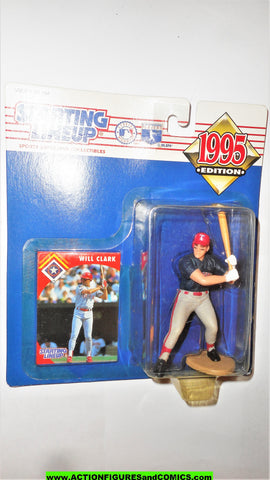 STARTING
LINEUP
SPORTS SUPERSTAR COLLECTIBLES
1995
EDITION
WILL CLARK
T
STARTING
LINEUP
WWW.ACTIONFIGURESANDCOMICS.COM